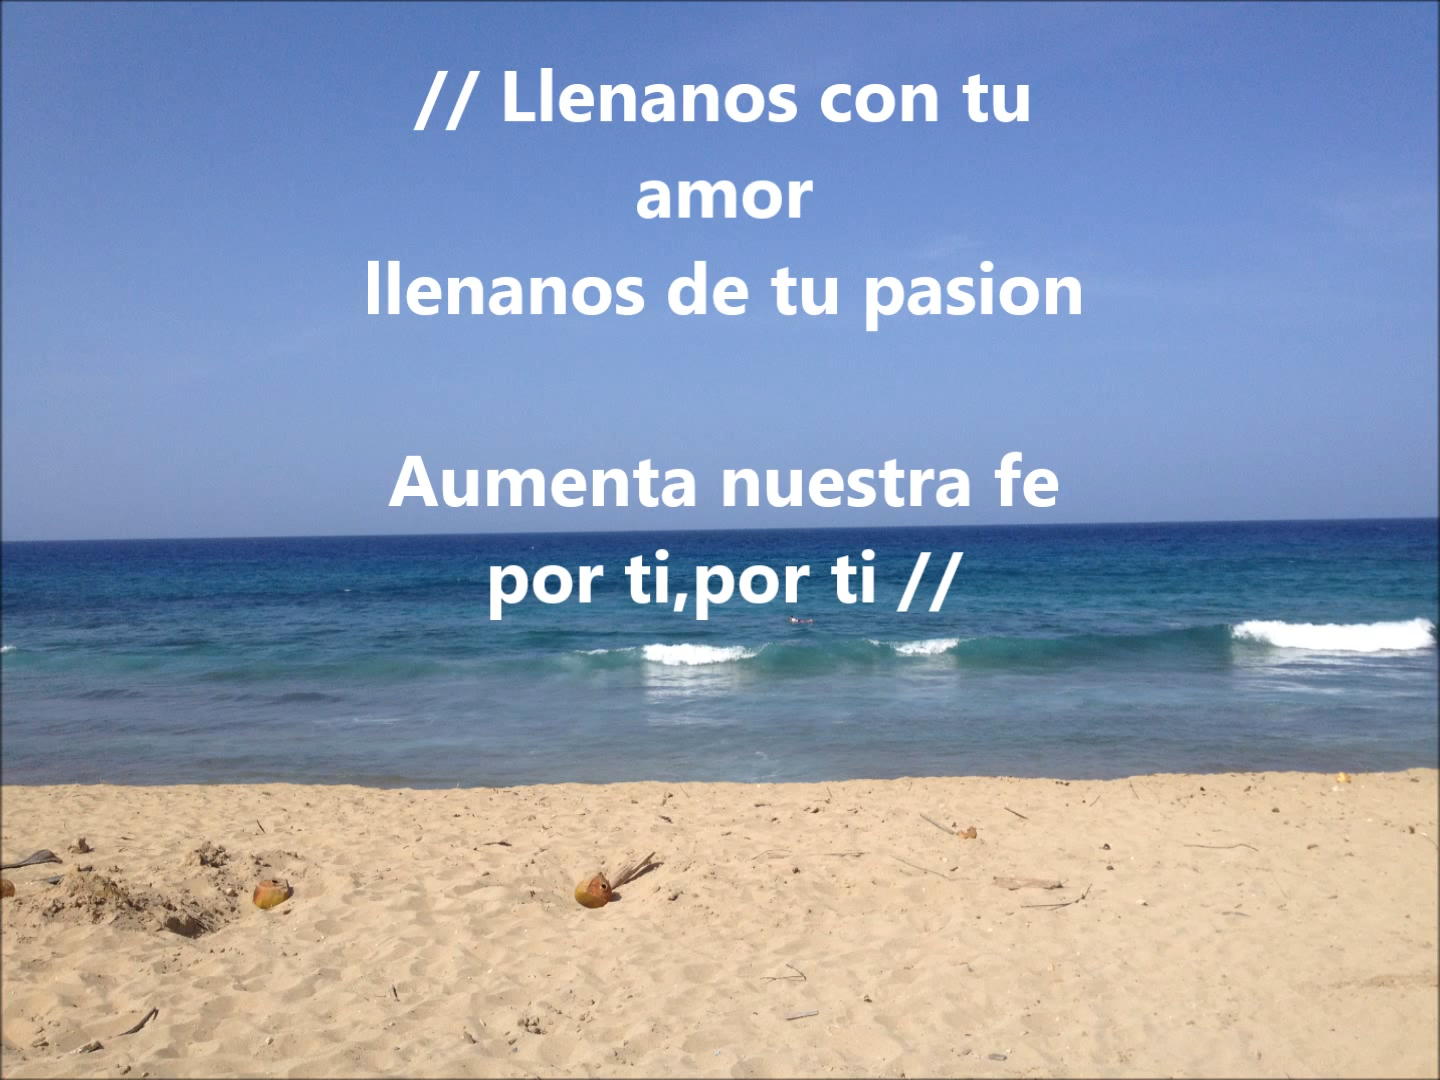 // Llenanos con tu
amor
llenanos de tu pasion
Aumenta nuestra fe
por ti,por ti //